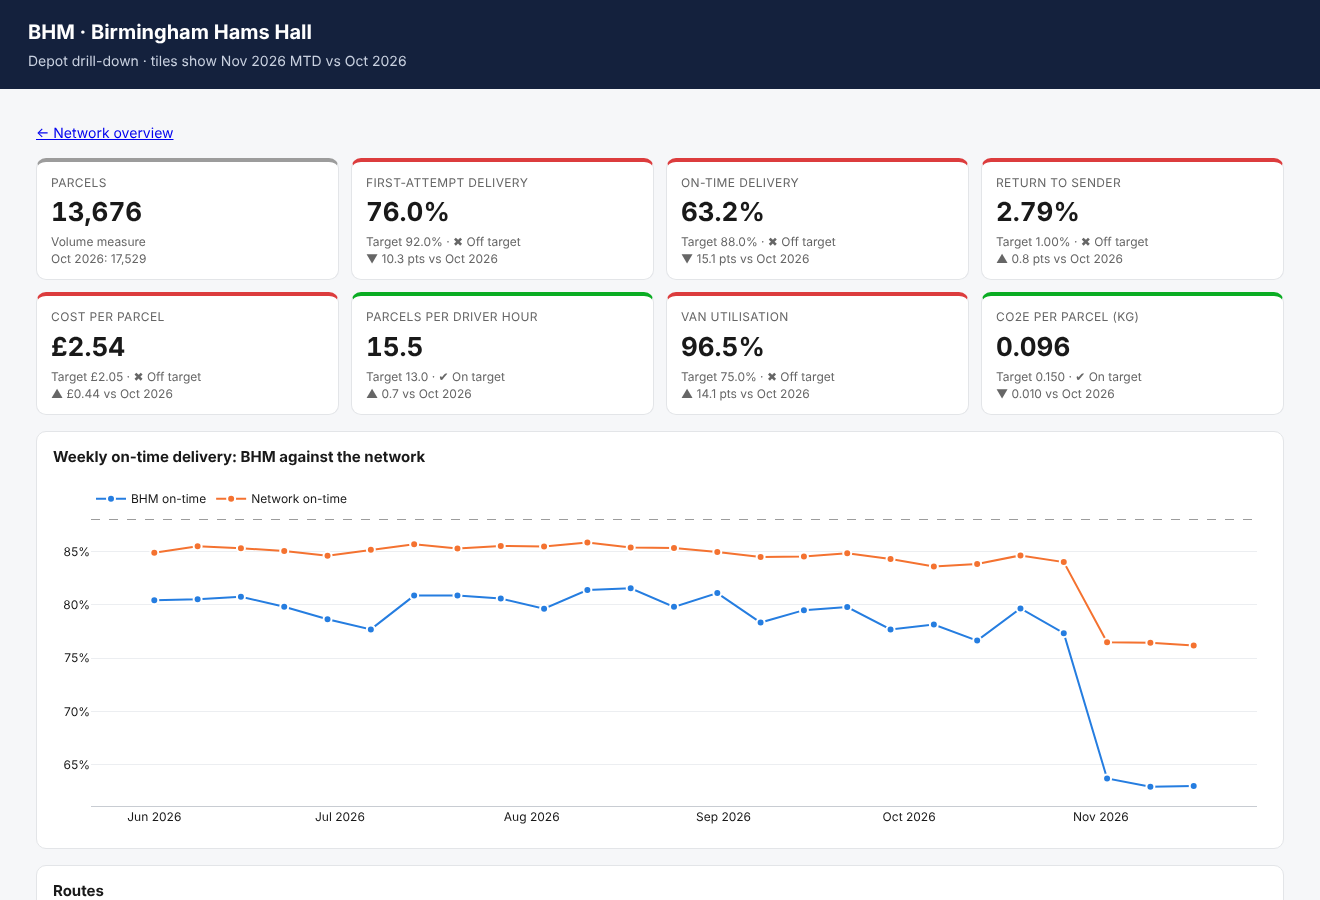 BHM · Birmingham Hams Hall
Depot drill-down · tiles show Nov 2026 MTD vs Oct 2026
← Network overview
PARCELS
13,676
Volume measure
Oct 2026: 17,529
FIRST-ATTEMPT DELIVERY
76.0%
Target 92.0% · ✖ Off target
▼ 10.3 pts vs Oct 2026
ON-TIME DELIVERY
63.2%
Target 88.0% · ✖ Off target
▼ 15.1 pts vs Oct 2026
RETURN TO SENDER
2.79%
Target 1.00% · ✖ Off target
▲ 0.8 pts vs Oct 2026
COST PER PARCEL
£2.54
Target £2.05 · ✖ Off target
▲ £0.44 vs Oct 2026
PARCELS PER DRIVER HOUR
15.5
Target 13.0 · ✔ On target
▲ 0.7 vs Oct 2026
VAN UTILISATION
96.5%
Target 75.0% · ✖ Off target
▲ 14.1 pts vs Oct 2026
CO2E PER PARCEL (KG)
0.096
Target 0.150 · ✔ On target
▼ 0.010 vs Oct 2026
Weekly on-time delivery: BHM against the network
BHM on-time
Network on-time
85%
80%
75%
70%
65%
Jun 2026
Jul 2026
Aug 2026
Sep 2026
Oct 2026
Nov 2026
Routes